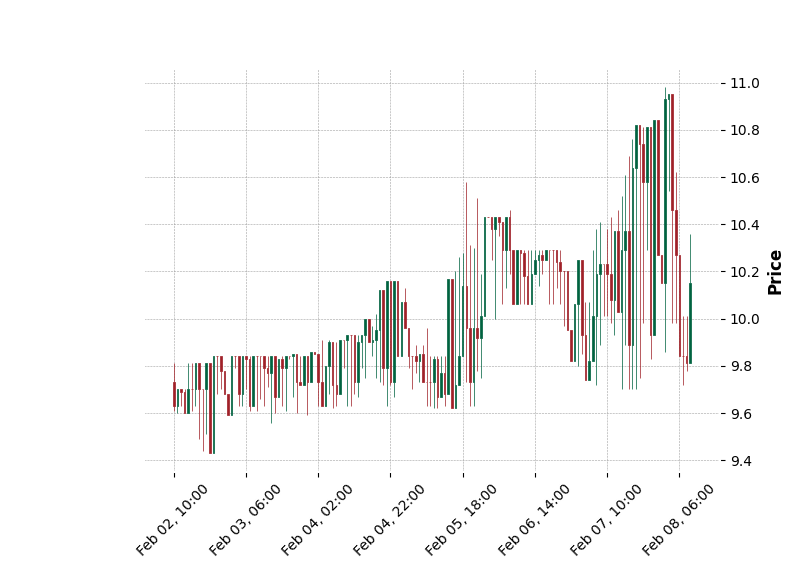 11.0
10.8
10.6
10.4
10.2
10.0
9.8
9.6
9.4
Price
Feb 02, 10:00
Feb 03, 06:00
Feb 04, 02:00
Feb 04, 22:00
Feb 05, 18:00
Feb 06, 14:00
Feb 07, 10:00
Feb 08, 06:00